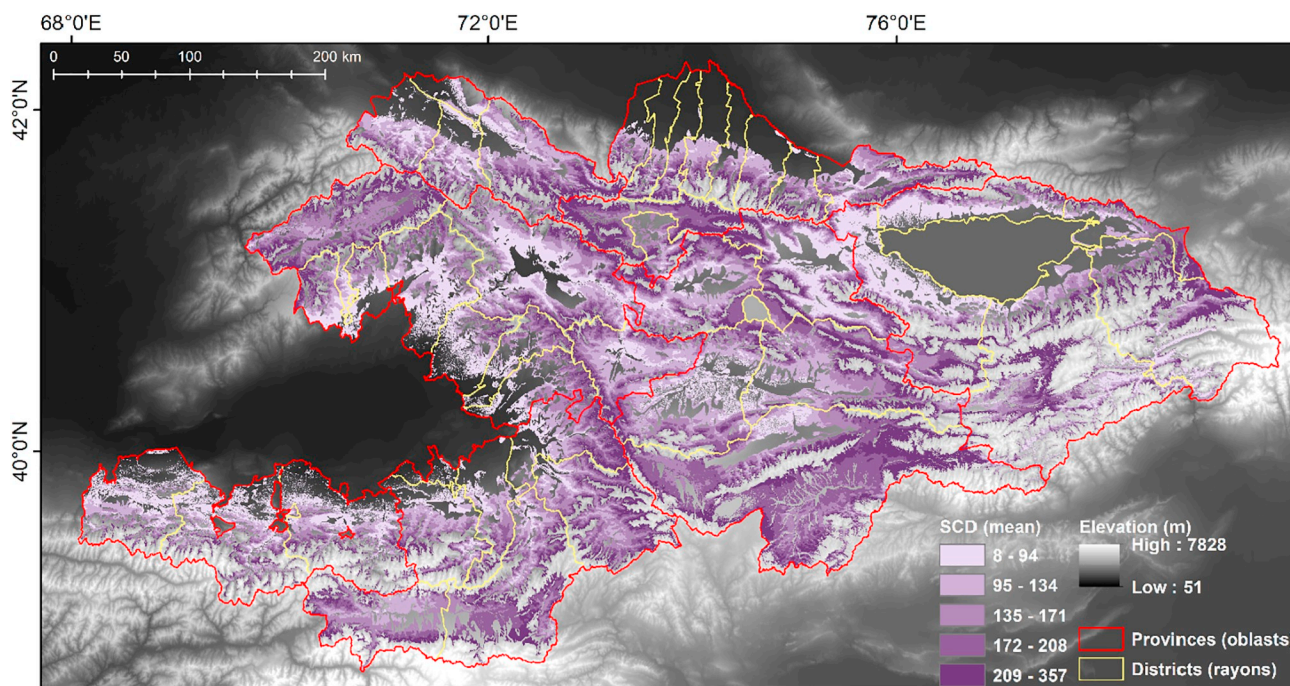 68°0'E 72°0'E 76°0'E
0 50 100 200 km
42°0'N
40°0'N
SCD (mean) Elevation (m)
8 - 94 High : 7828
95 - 134 Low : 51
135 - 171
172 - 208 Provinces (oblasts
209 - 357 Districts (rayons)